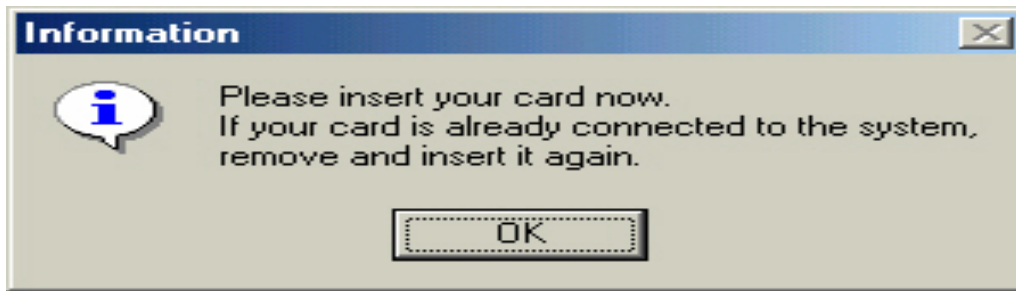 Information
Please insert your card now.
If your card is already connected to the system,
remove and insert it again.
OK